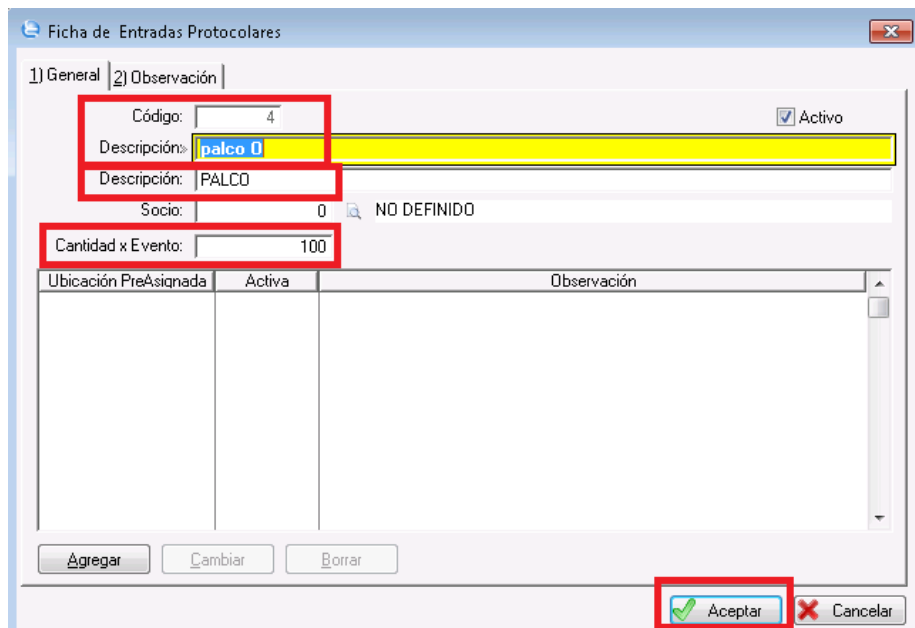 Ficha de Entradas Protocolares
1) General 2) Observación
Código: 4 Activo
Descripción:» palco 0
Descripción: PALCO
Socio: 0 NO DEFINIDO
Cantidad x Evento: 100
Ubicación PreAsignada Activa Observación
Agregar Cambiar Borrar
Aceptar Cancelar